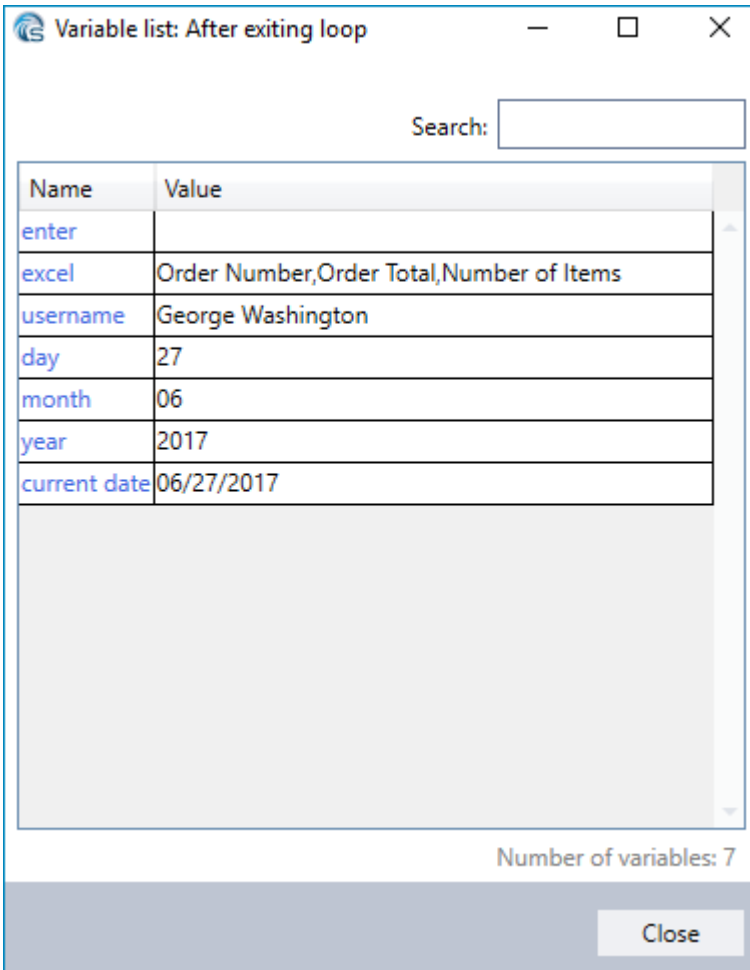 Variable list: After exiting loop
Search:
Name Value
enter
excel Order Number,Order Total,Number of Items
username George Washington
day 27
month 06
year 2017
current date 06/27/2017
Number of variables: 7
Close